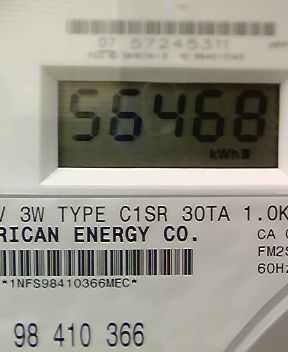 07 57245311
56468
kWh
V 3W TYPE C1SR 30TA 1.0K
RICAN ENERGY CO.
CA
FM2S
60Hz
*1NFS98410366MEC*
98 410 366